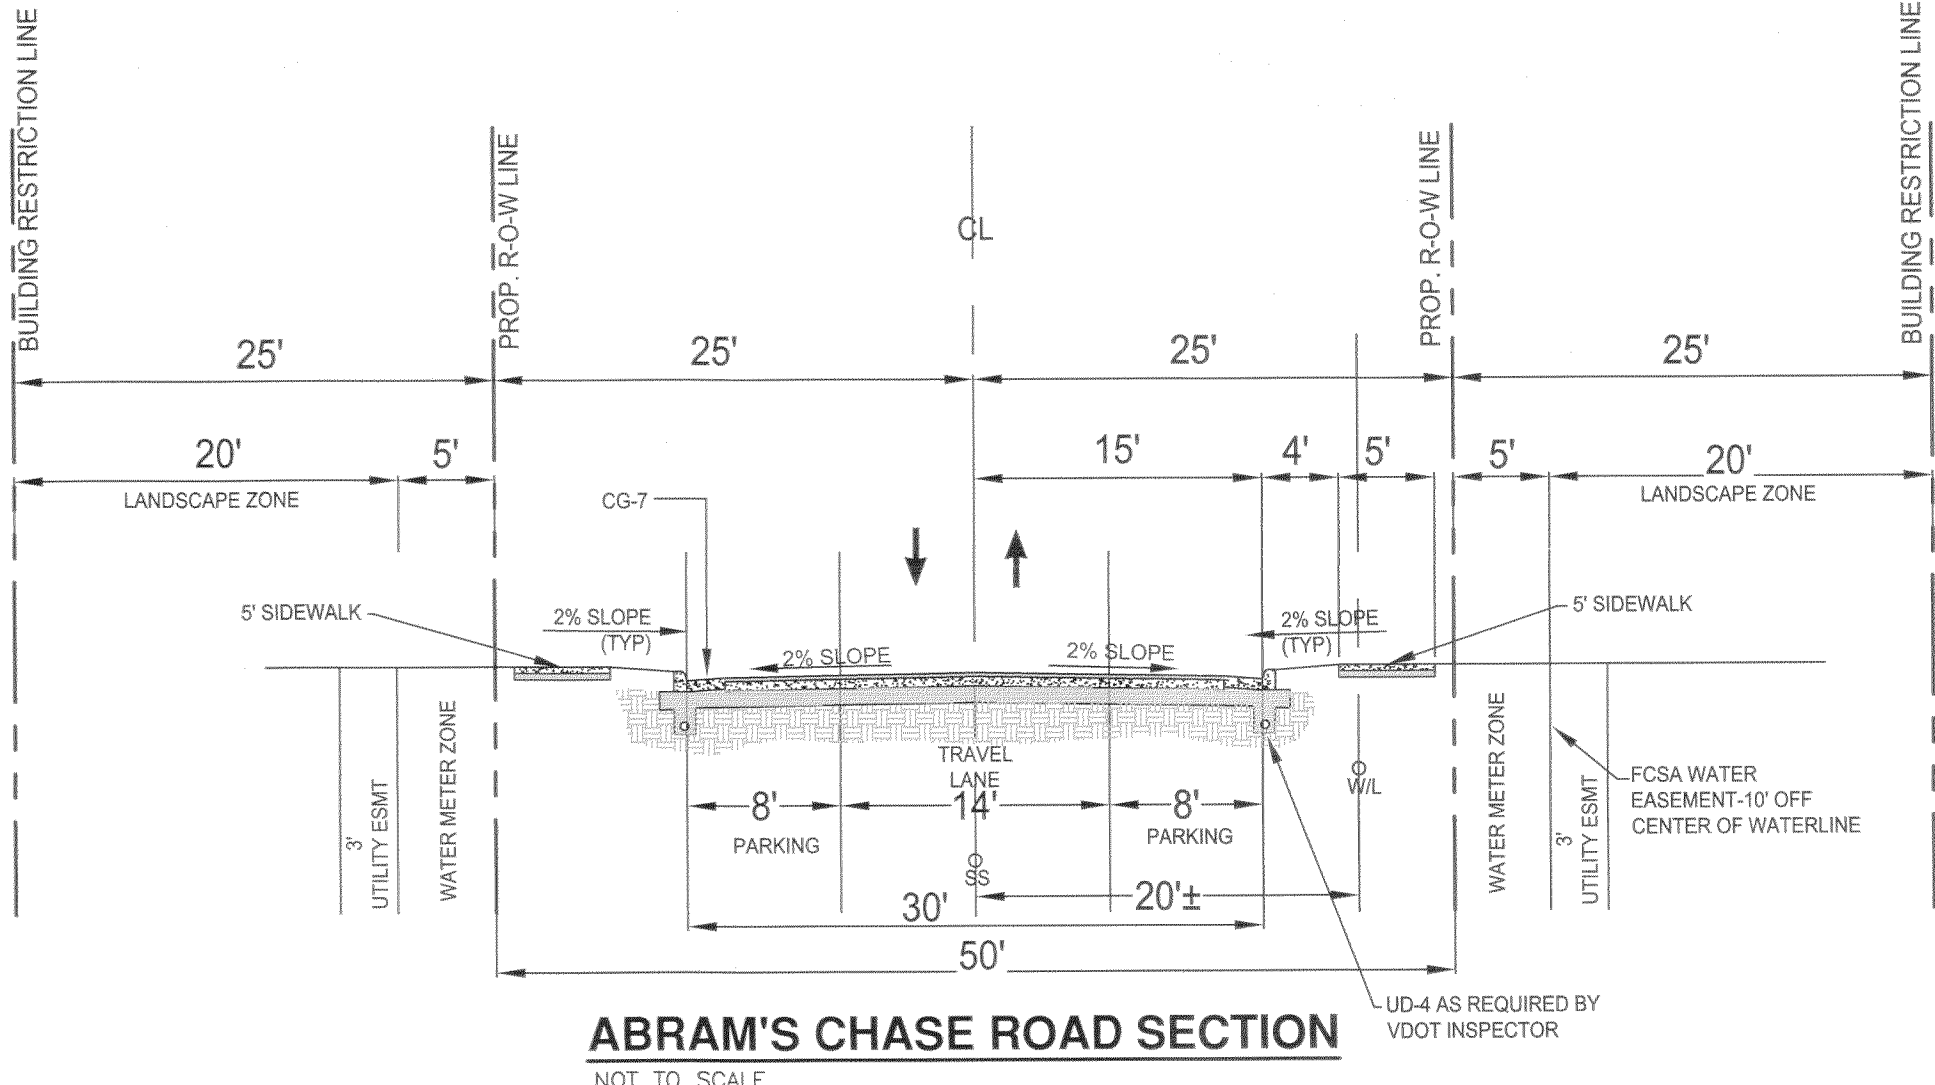 BUILDING RESTRICTION LINE
PROP. R-O-W LINE
CL
PROP. R-O-W LINE
BUILDING RESTRICTION LINE
25'
25'
25'
25'
20'
5'
15'
4'
5'
5'
20'
LANDSCAPE ZONE
CG-7
LANDSCAPE ZONE
5' SIDEWALK
2% SLOPE
(TYP)
2% SLOPE
2% SLOPE
2% SLOPE
(TYP)
5' SIDEWALK
3'
UTILITY ESMT
WATER METER ZONE
TRAVEL
LANE
8'
14'
8'
PARKING
PARKING
W/L
WATER METER ZONE
3'
UTILITY ESMT
FCSA WATER
EASEMENT-10' OFF
CENTER OF WATERLINE
SS
20'±
30'
50'
UD-4 AS REQUIRED BY
VDOT INSPECTOR
ABRAM'S CHASE ROAD SECTION
NOT TO SCALE